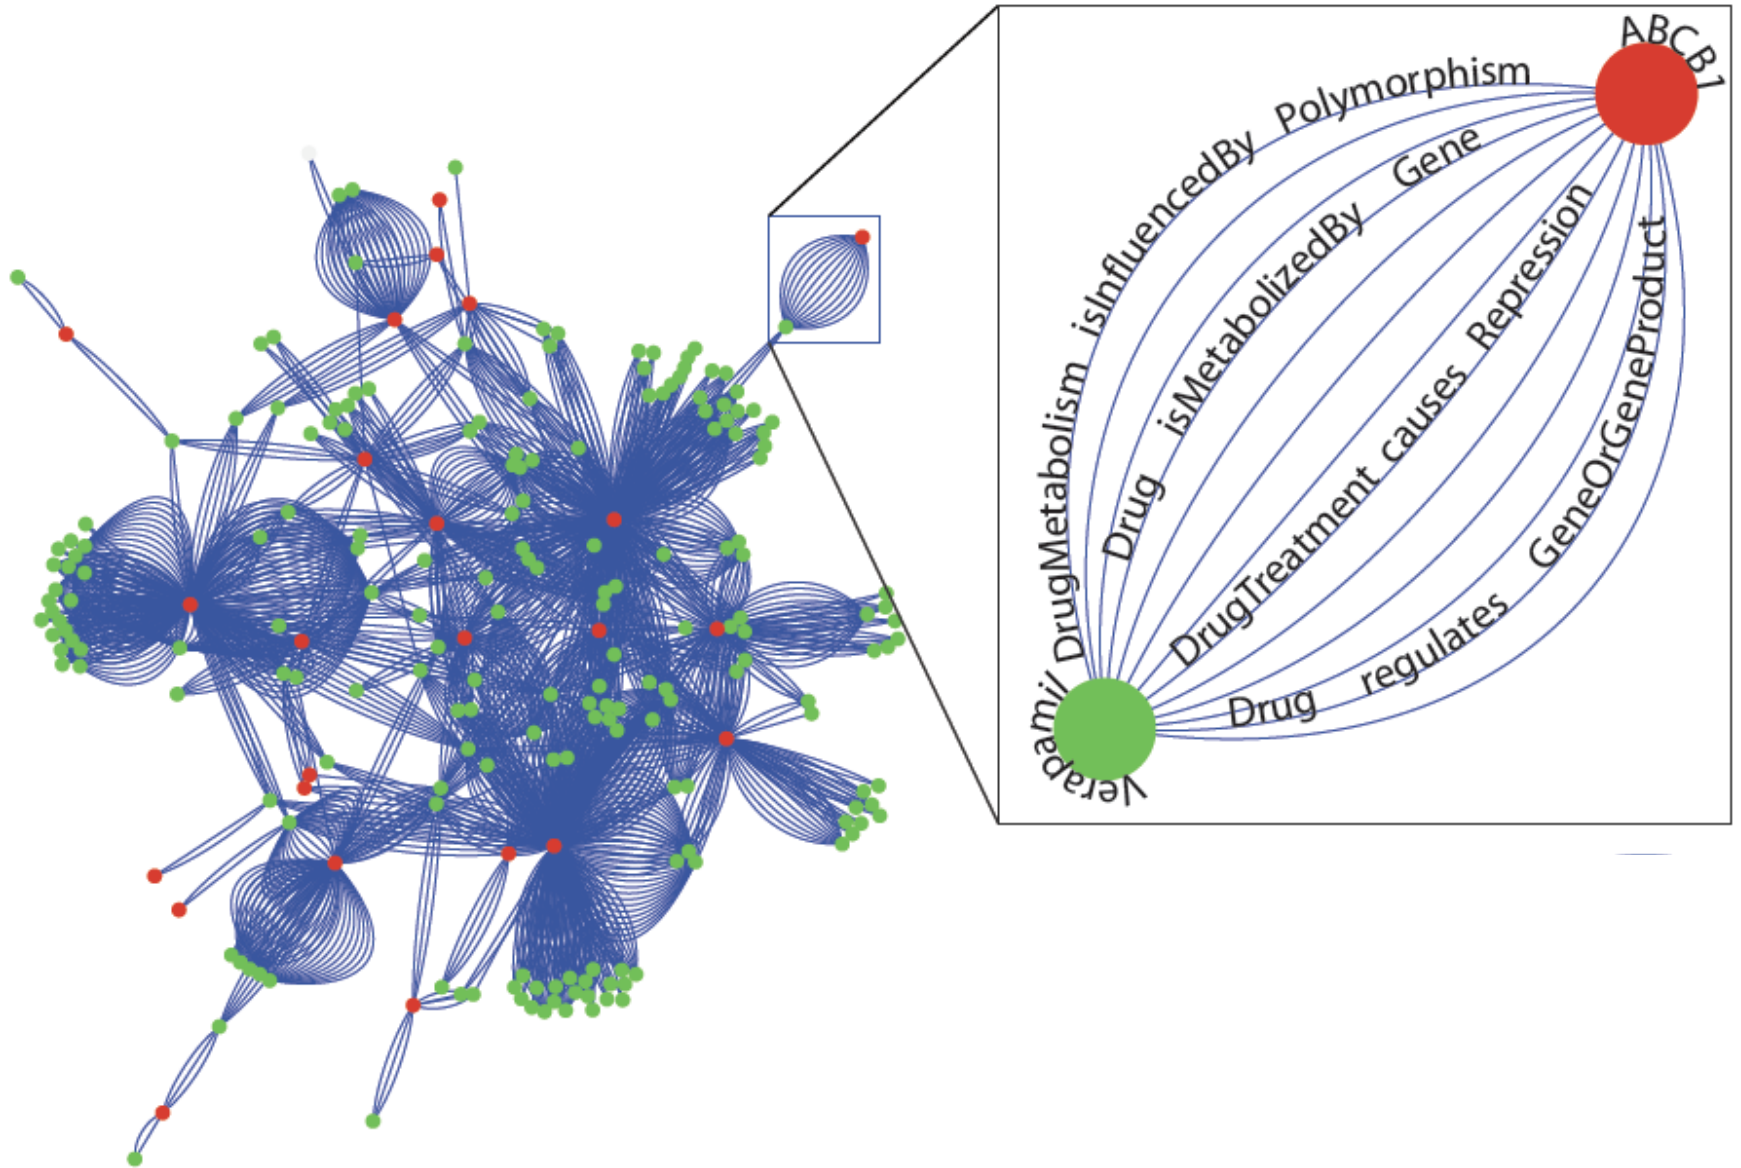 ABCB1
DrugMetabolism isInfluencedBy Polymorphism
Drug isMetabolizedBy Gene
DrugTreatment causes Repression
Drug regulates GeneOrGeneProduct
Verapamil